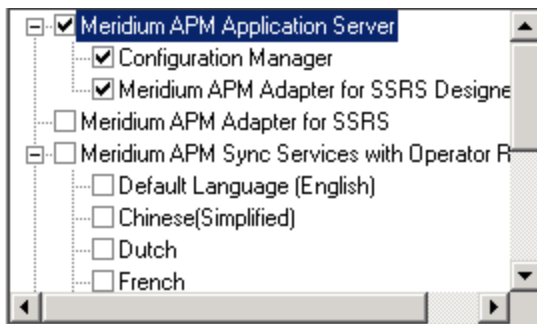 Meridium APM Application Server
Configuration Manager
Meridium APM Adapter for SSRS Designe
Meridium APM Adapter for SSRS
Meridium APM Sync Services with Operator R
Default Language (English)
Chinese(Simplified)
Dutch
French